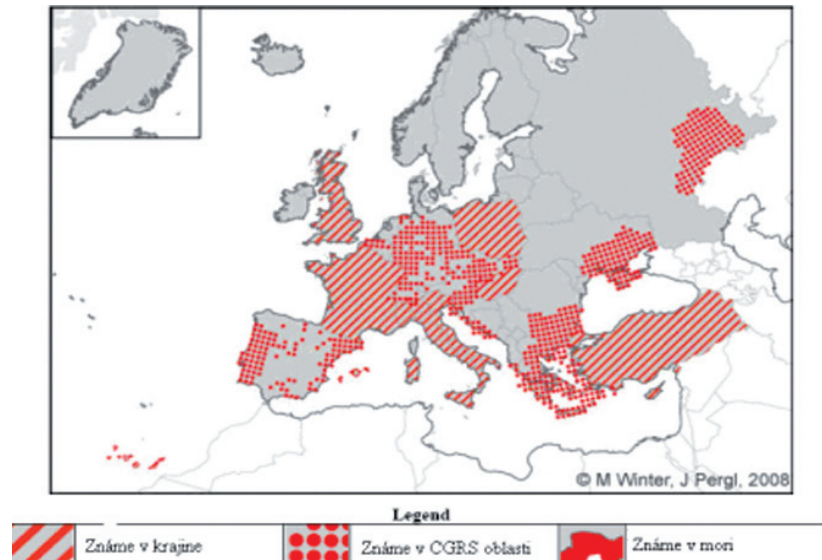 © M Winter, J Pergl, 2008
Legend
Známe v krajine
Známe v CGRS oblasti
Známe v mori